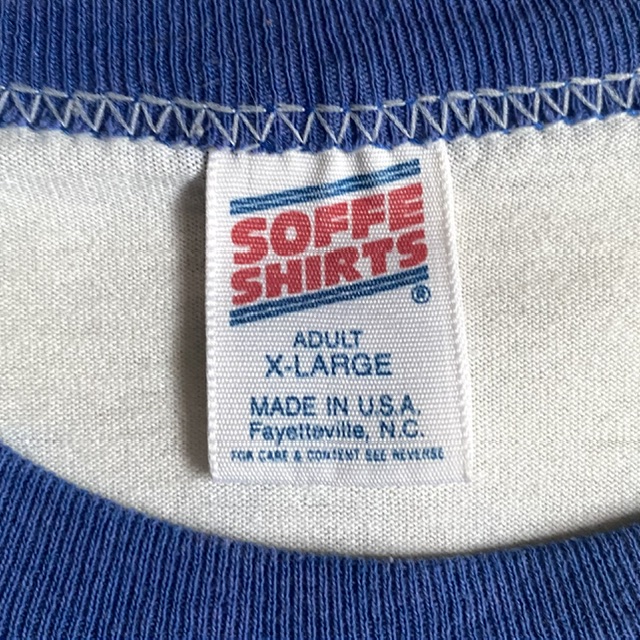 SOFFE
SHIRTS
®
ADULT
X-LARGE
MADE IN U.S.A.
Fayetteville, N.C.
FOR CARE & CONTENT SEE REVERSE